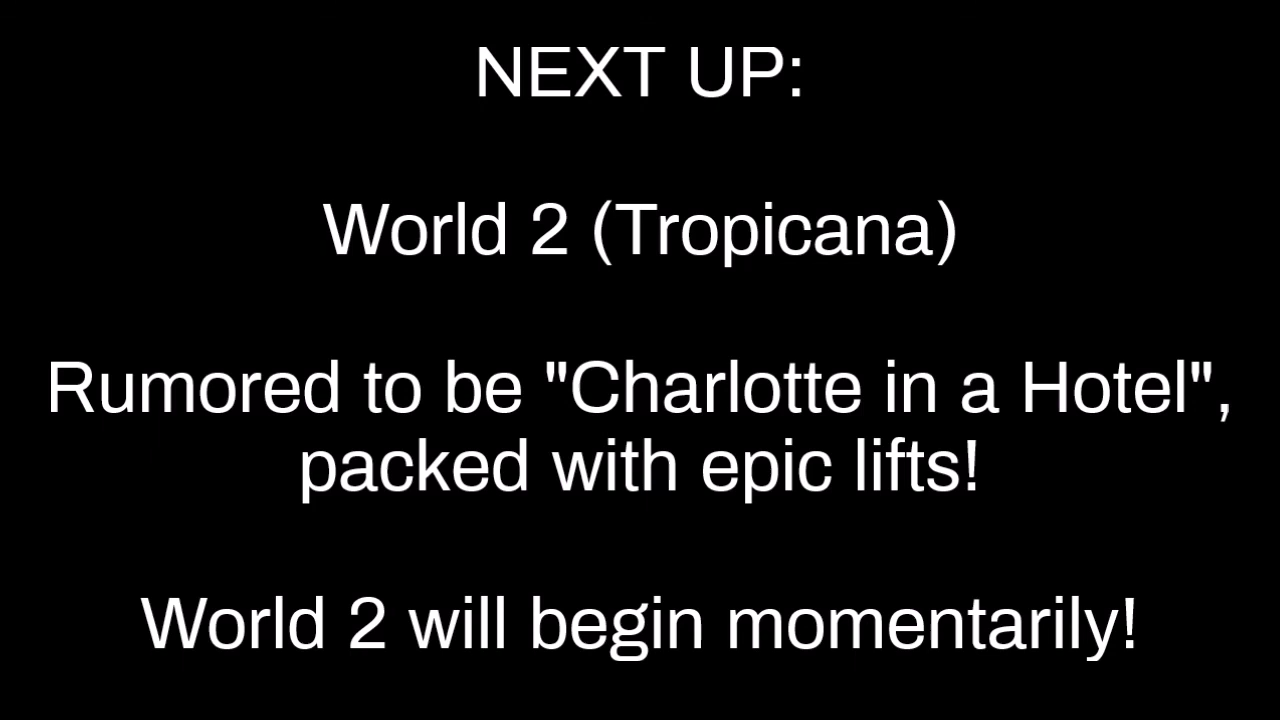 NEXT UP:
World 2 (Tropicana)
Rumored to be "Charlotte in a Hotel",
packed with epic lifts!
World 2 will begin momentarily!